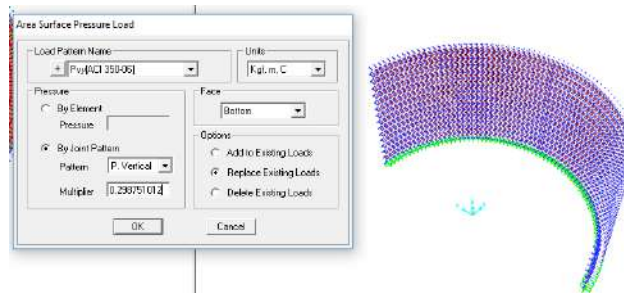 Area Surface Pressure Load
Load Pattern Name
+ Pvy(ACI 350-06)
Units
Kgf, m, C
Pressure
By Element
Pressure
By Joint Pattern
Pattern P. Vertical
Multiplier 0.298751012
Face
Bottom
Options
Add to Existing Loads
Replace Existing Loads
Delete Existing Loads
OK
Cancel